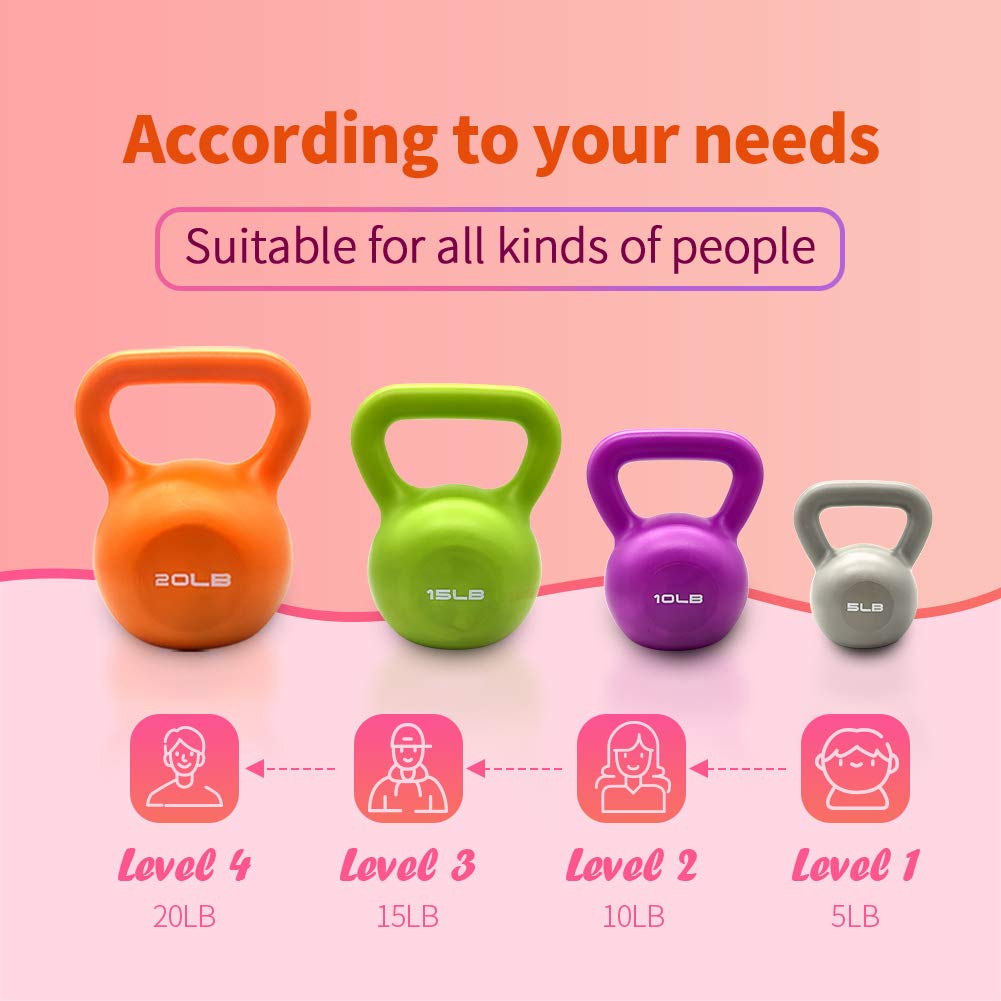 According to your needs
Suitable for all kinds of people
20LB
15LB
10LB
5LB
Level 4
Level 3
Level 2
Level 1
20LB
15LB
10LB
5LB